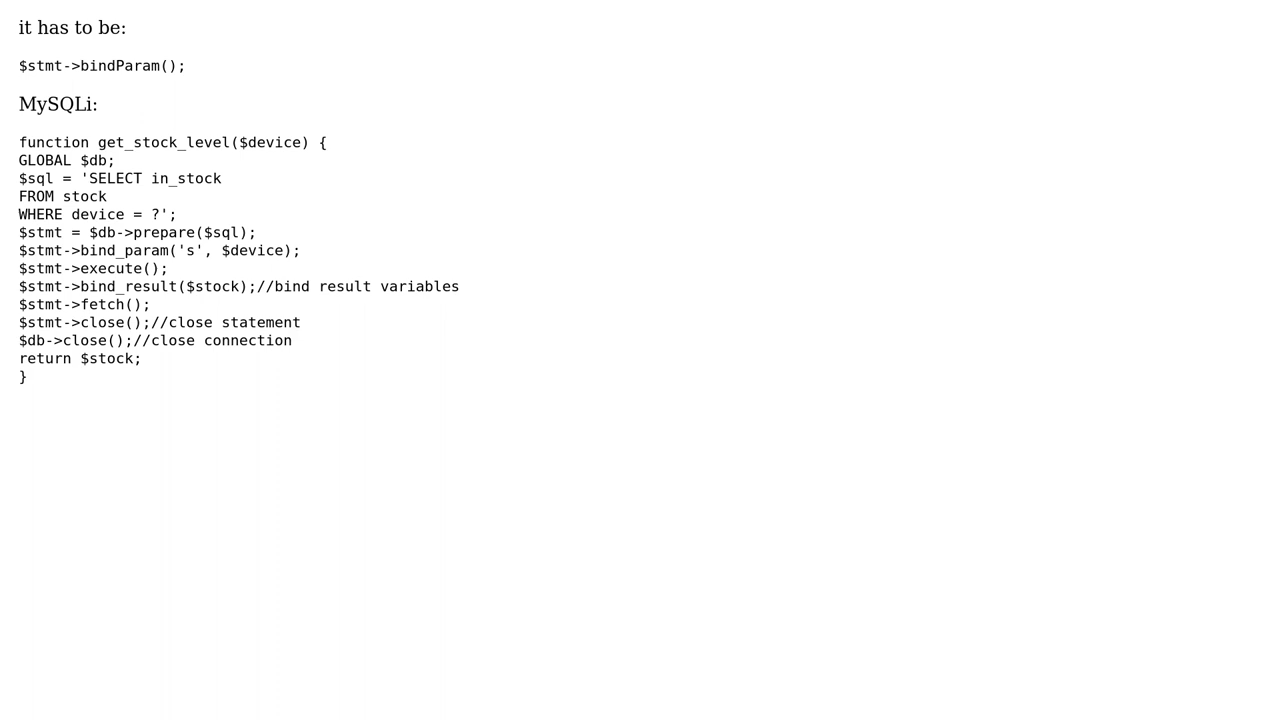 it has to be:
$stmt->bindParam();
MySQLi:
function get_stock_level($device) {
GLOBAL $db;
$sql = 'SELECT in_stock
FROM stock
WHERE device = ?';
$stmt = $db->prepare($sql);
$stmt->bind_param('s', $device);
$stmt->execute();
$stmt->bind_result($stock);//bind result variables
$stmt->fetch();
$stmt->close();//close statement
$db->close();//close connection
return $stock;
}